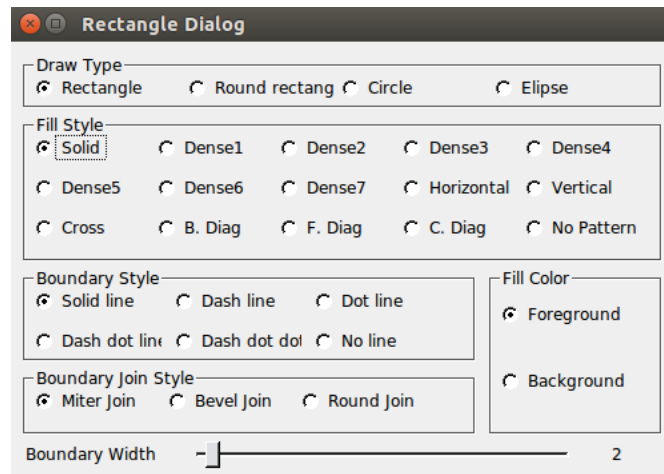 Rectangle Dialog
Draw Type
Rectangle Round rectang Circle Elipse
Fill Style
Solid Dense1 Dense2 Dense3 Dense4
Dense5 Dense6 Dense7 Horizontal Vertical
Cross B. Diag F. Diag C. Diag No Pattern
Boundary Style
Solid line Dash line Dot line
Dash dot line Dash dot dot No line
Fill Color
Foreground
Background
Boundary Join Style
Miter Join Bevel Join Round Join
Boundary Width 2